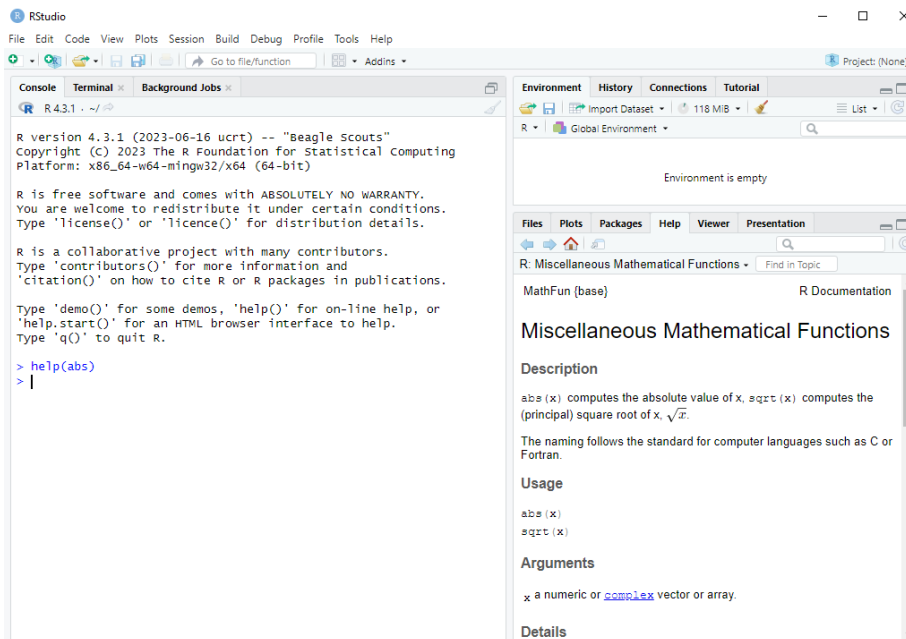 RStudio
File Edit Code View Plots Session Build Debug Profile Tools Help
Go to file/function Addins Project: (None)
Console Terminal Background Jobs
R 4.3.1 · ~/
R version 4.3.1 (2023-06-16 ucrt) -- "Beagle Scouts"
Copyright (C) 2023 The R Foundation for Statistical Computing
Platform: x86_64-w64-mingw32/x64 (64-bit)
R is free software and comes with ABSOLUTELY NO WARRANTY.
You are welcome to redistribute it under certain conditions.
Type 'license()' or 'licence()' for distribution details.
R is a collaborative project with many contributors.
Type 'contributors()' for more information and
'citation()' on how to cite R or R packages in publications.
Type 'demo()' for some demos, 'help()' for on-line help, or
'help.start()' for an HTML browser interface to help.
Type 'q()' to quit R.
> help(abs)
>
Environment History Connections Tutorial
Import Dataset 118 MiB List
R Global Environment
Environment is empty
Files Plots Packages Help Viewer Presentation
R: Miscellaneous Mathematical Functions Find in Topic
MathFun {base} R Documentation
Miscellaneous Mathematical Functions
Description
abs(x) computes the absolute value of x, sqrt(x) computes the
(principal) square root of x, √x.
The naming follows the standard for computer languages such as C or
Fortran.
Usage
abs(x)
sqrt(x)
Arguments
x a numeric or complex vector or array.
Details